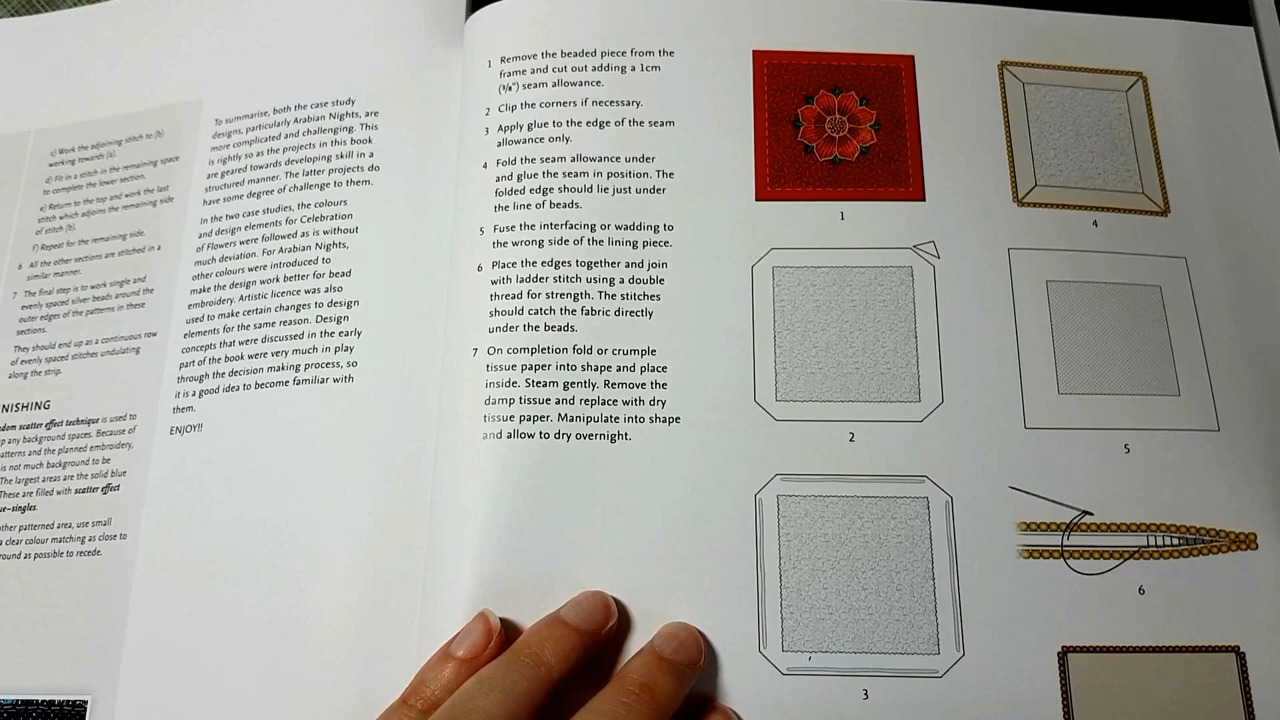 c) Work the adjoining stitch to (b)
working towards (a).
d) Fit in a stitch in the remaining space
to complete the lower section.
e) Return to the top and work the last
stitch which adjoins the remaining side
of stitch (b).
f) Repeat for the remaining side.
6 All the other sections are stitched in a
similar manner.
7 The final step is to work single and
evenly spaced silver beads around the
outer edges of the patterns in these
sections.
They should end up as a continuous row
of evenly spaced stitches undulating
along the strip.
NISHING
dom scatter effect technique is used to
p any background spaces. Because of
atterns and the planned embroidery,
is not much background to be
The largest areas are the solid blue
These are filled with scatter effect
ue–singles.
ther patterned area, use small
a clear colour matching as close to
round as possible to recede.
To summarise, both the case study
designs, particularly Arabian Nights, are
more complicated and challenging. This
is rightly so as the projects in this book
are geared towards developing skill in a
structured manner. The latter projects do
have some degree of challenge to them.
In the two case studies, the colours
and design elements for Celebration
of Flowers were followed as is without
much deviation. For Arabian Nights,
other colours were introduced to
make the design work better for bead
embroidery. Artistic licence was also
used to make certain changes to design
elements for the same reason. Design
concepts that were discussed in the early
part of the book were very much in play
through the decision making process, so
it is a good idea to become familiar with
them.
ENJOY!!
1 Remove the beaded piece from the
frame and cut out adding a 1cm
(3/8") seam allowance.
2 Clip the corners if necessary.
3 Apply glue to the edge of the seam
allowance only.
4 Fold the seam allowance under
and glue the seam in position. The
folded edge should lie just under
the line of beads.
5 Fuse the interfacing or wadding to
the wrong side of the lining piece.
6 Place the edges together and join
with ladder stitch using a double
thread for strength. The stitches
should catch the fabric directly
under the beads.
7 On completion fold or crumple
tissue paper into shape and place
inside. Steam gently. Remove the
damp tissue and replace with dry
tissue paper. Manipulate into shape
and allow to dry overnight.
1
4
2
5
3
6